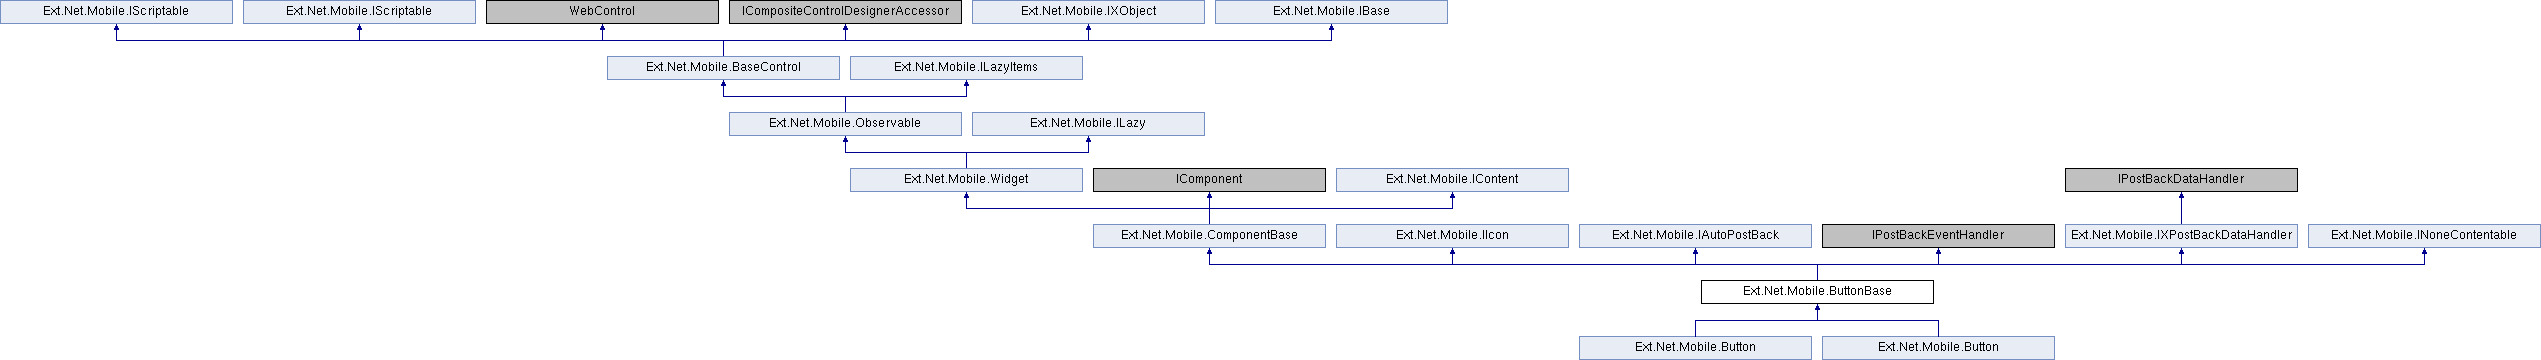 Ext.Net.Mobile.IScriptable
Ext.Net.Mobile.IScriptable
WebControl
ICompositeControlDesignerAccessor
Ext.Net.Mobile.IXObject
Ext.Net.Mobile.IBase
Ext.Net.Mobile.BaseControl
Ext.Net.Mobile.ILazyItems
Ext.Net.Mobile.Observable
Ext.Net.Mobile.ILazy
Ext.Net.Mobile.Widget
IComponent
Ext.Net.Mobile.IContent
IPostBackDataHandler
Ext.Net.Mobile.ComponentBase
Ext.Net.Mobile.IIcon
Ext.Net.Mobile.IAutoPostBack
IPostBackEventHandler
Ext.Net.Mobile.IXPostBackDataHandler
Ext.Net.Mobile.INoneContentable
Ext.Net.Mobile.ButtonBase
Ext.Net.Mobile.Button
Ext.Net.Mobile.Button